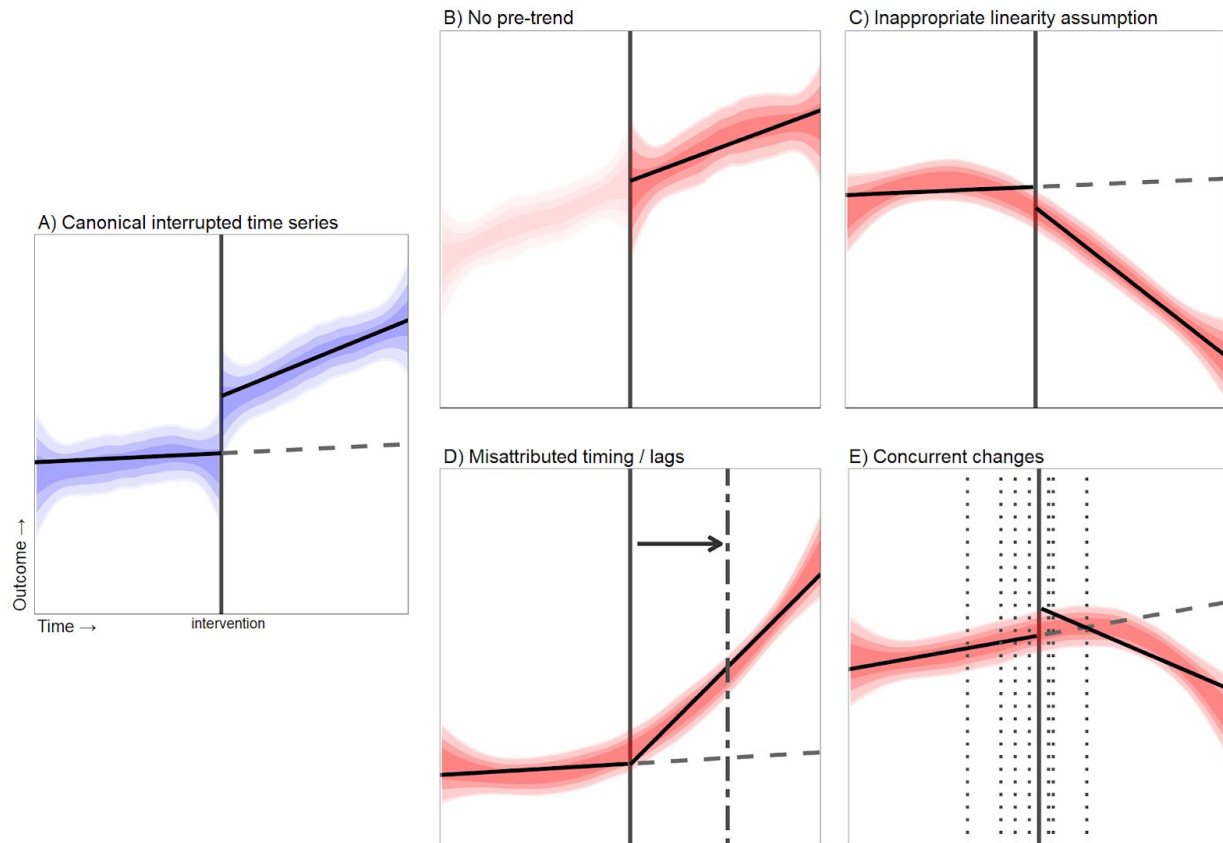 A) Canonical interrupted time series
Outcome →
Time →
intervention
B) No pre-trend
C) Inappropriate linearity assumption
D) Misattributed timing / lags
E) Concurrent changes